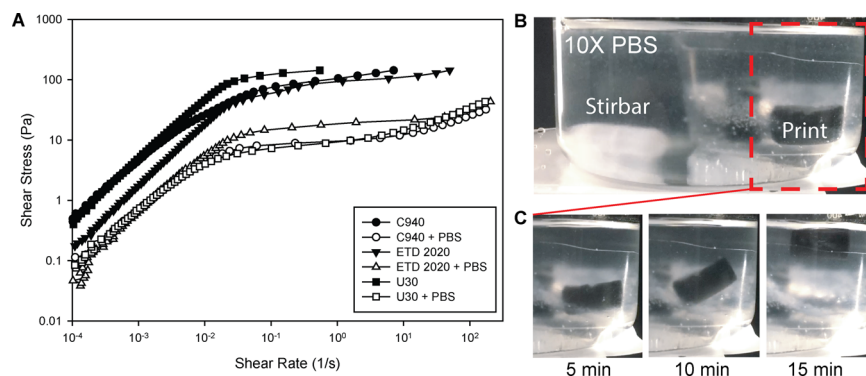 A
1000
100
10
1
0.1
0.01
Shear Stress (Pa)
10-4
10-3
10-2
10-1
100
101
102
Shear Rate (1/s)
C940
C940 + PBS
ETD 2020
ETD 2020 + PBS
U30
U30 + PBS
B
10X PBS
Stirbar
Print
C
5 min
10 min
15 min